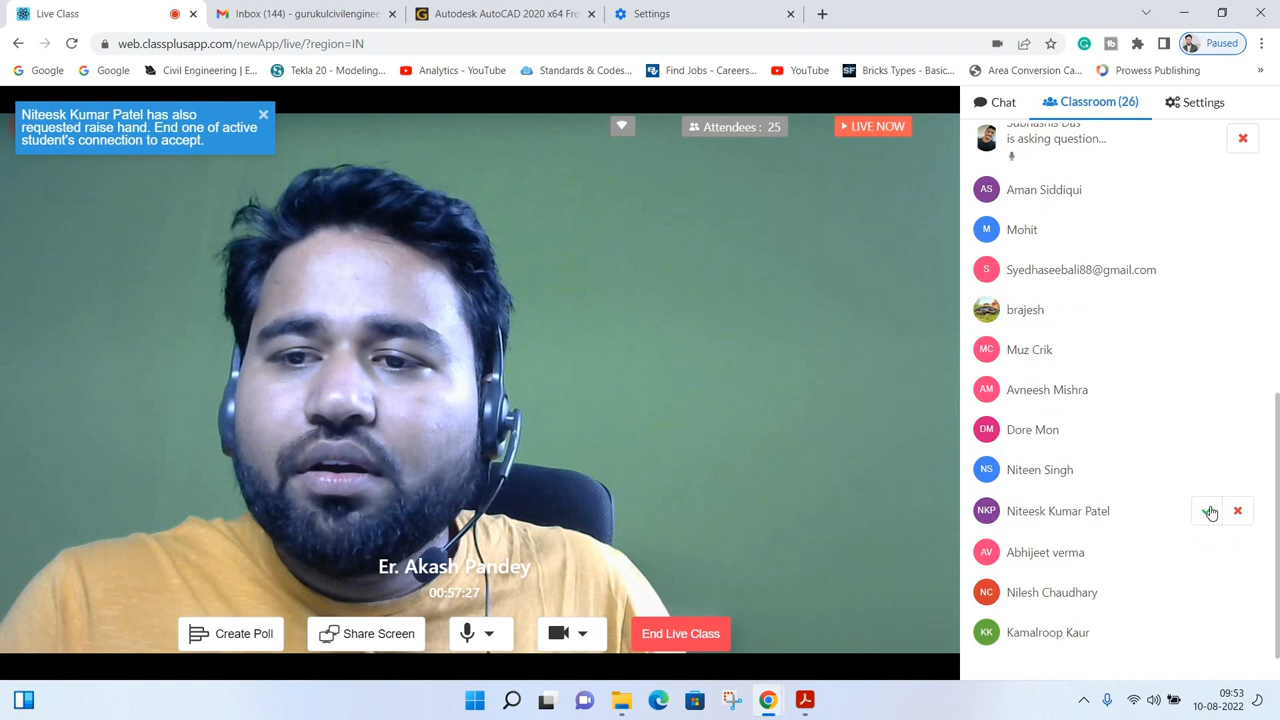 Live Class
Inbox (144) - gurukulcivilengine
Autodesk AutoCAD 2020 x64 Fre
Settings
web.classplusapp.com/newApp/live/?region=IN
Paused
Google
Google
Civil Engineering | E...
Tekla 20 - Modeling...
Analytics - YouTube
Standards & Codes...
Find Jobs - Careers...
YouTube
Bricks Types - Basic...
Area Conversion Ca...
Prowess Publishing
»
Niteesk Kumar Patel has also
requested raise hand. End one of active
student's connection to accept.
Attendees : 25
LIVE NOW
Chat
Classroom (26)
Settings
Subhashis Das
is asking question...
AS Aman Siddiqui
M Mohit
S Syedhaseebali88@gmail.com
brajesh
MC Muz Crik
AM Avneesh Mishra
DM Dore Mon
NS Niteen Singh
NKP Niteesk Kumar Patel
AV Abhijeet verma
NC Nilesh Chaudhary
KK Kamalroop Kaur
Er. Akash Pandey
00:57:27
Create Poll
Share Screen
End Live Class
09:53
10-08-2022